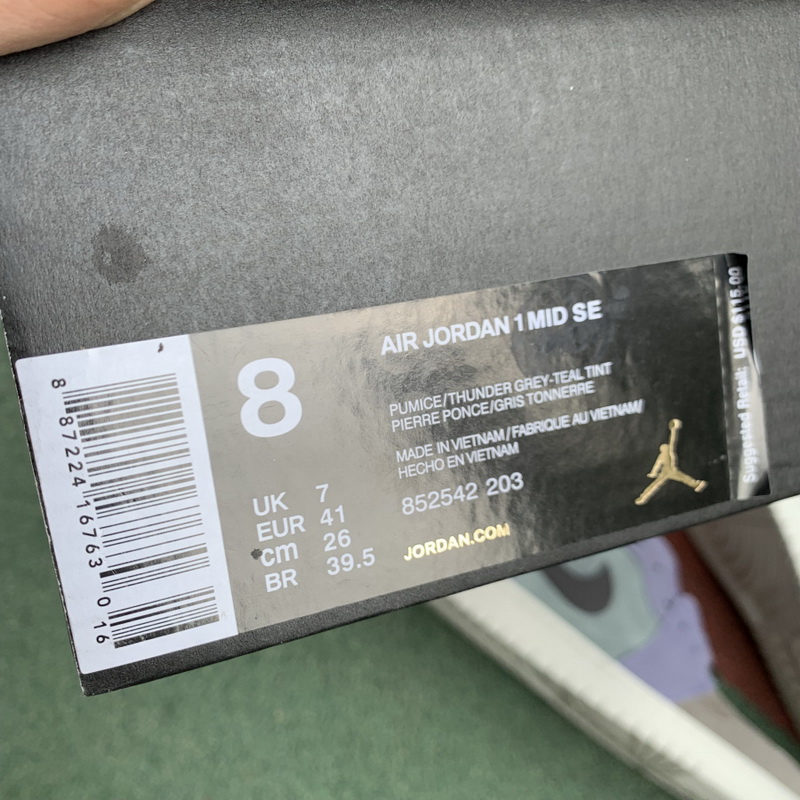 8 87224 16763 016
8
UK 7
EUR 41
cm 26
BR 39.5
AIR JORDAN 1 MID SE
PUMICE/THUNDER GREY-TEAL TINT
PIERRE PONCE/GRIS TONNERRE
MADE IN VIETNAM/FABRIQUE AU VIETNAM/
HECHO EN VIETNAM
852542 203
JORDAN.COM
Suggested Retail: USD $115.00